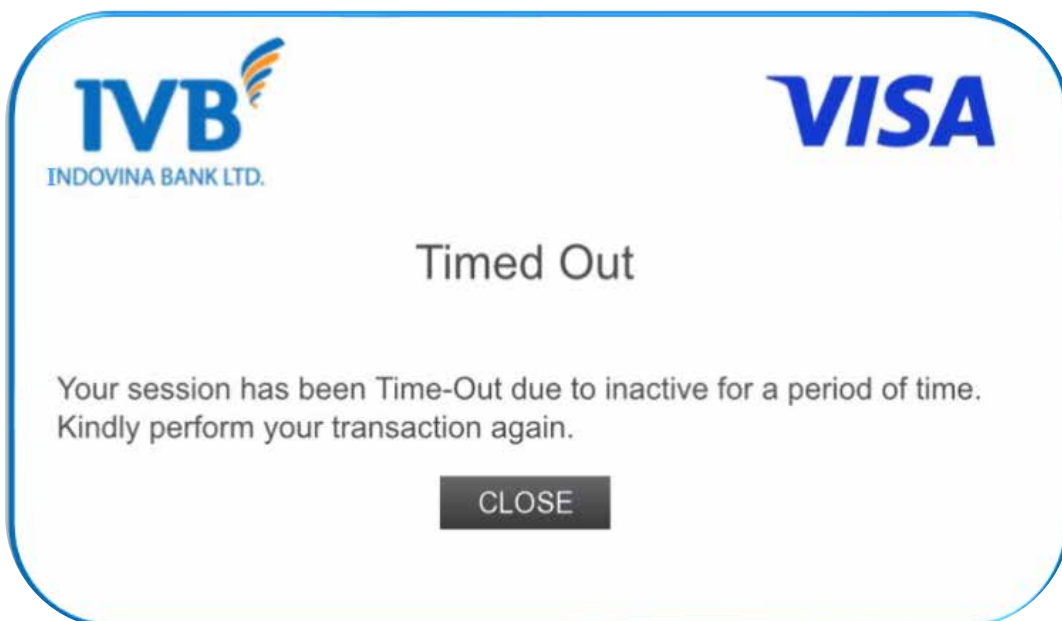 IVB
INDOVINA BANK LTD.
VISA
Timed Out
Your session has been Time-Out due to inactive for a period of time.
Kindly perform your transaction again.
CLOSE